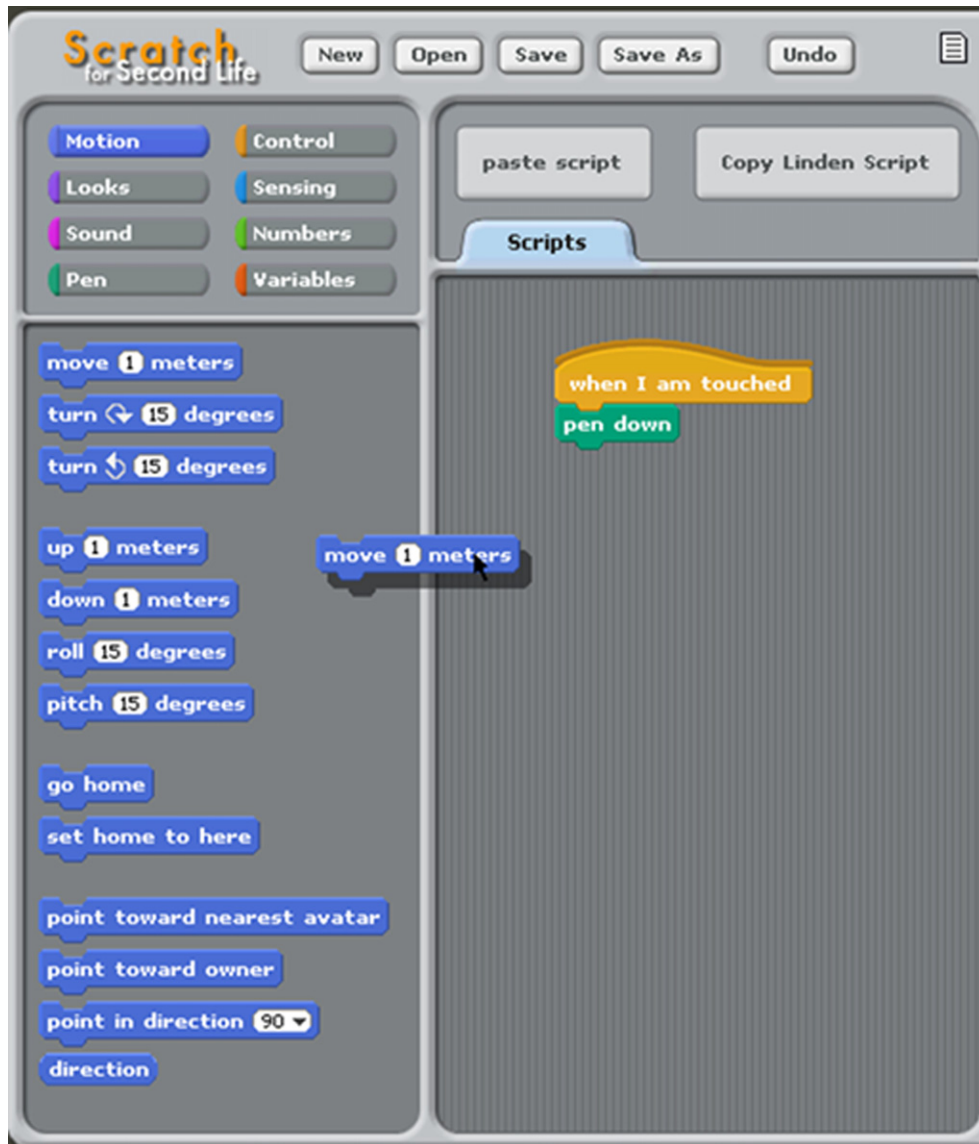 Scratch
for Second Life
New
Open
Save
Save As
Undo
Motion
Control
Looks
Sensing
Sound
Numbers
Pen
Variables
paste script
Copy Linden Script
Scripts
move 1 meters
turn 15 degrees
turn 15 degrees
up 1 meters
down 1 meters
roll 15 degrees
pitch 15 degrees
go home
set home to here
point toward nearest avatar
point toward owner
point in direction 90
direction
move 1 meters
when I am touched
pen down